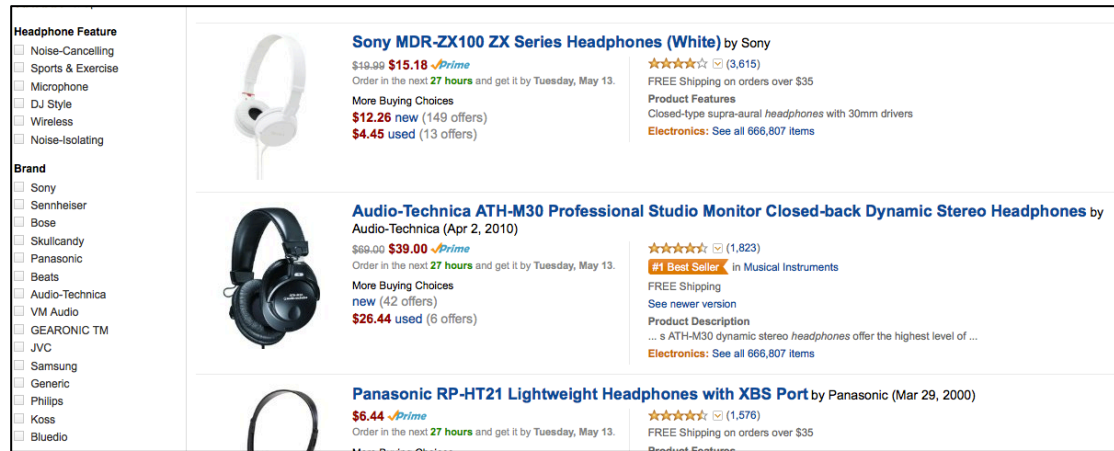 Headphone Feature
Noise-Cancelling
Sports & Exercise
Microphone
DJ Style
Wireless
Noise-Isolating
Brand
Sony
Sennheiser
Bose
Skullcandy
Panasonic
Beats
Audio-Technica
VM Audio
GEARONIC TM
JVC
Samsung
Generic
Philips
Koss
Bluedio
Sony MDR-ZX100 ZX Series Headphones (White) by Sony
$19.99 $15.18 Prime
Order in the next 27 hours and get it by Tuesday, May 13.
More Buying Choices
$12.26 new (149 offers)
$4.45 used (13 offers)
(3,615)
FREE Shipping on orders over $35
Product Features
Closed-type supra-aural headphones with 30mm drivers
Electronics: See all 666,807 items
Audio-Technica ATH-M30 Professional Studio Monitor Closed-back Dynamic Stereo Headphones by
Audio-Technica (Apr 2, 2010)
$69.00 $39.00 Prime
Order in the next 27 hours and get it by Tuesday, May 13.
More Buying Choices
new (42 offers)
$26.44 used (6 offers)
(1,823)
#1 Best Seller in Musical Instruments
FREE Shipping
See newer version
Product Description
... s ATH-M30 dynamic stereo headphones offer the highest level of ...
Electronics: See all 666,807 items
Panasonic RP-HT21 Lightweight Headphones with XBS Port by Panasonic (Mar 29, 2000)
$6.44 Prime
Order in the next 27 hours and get it by Tuesday, May 13.
More Buying Choices
(1,576)
FREE Shipping on orders over $35
Product Features